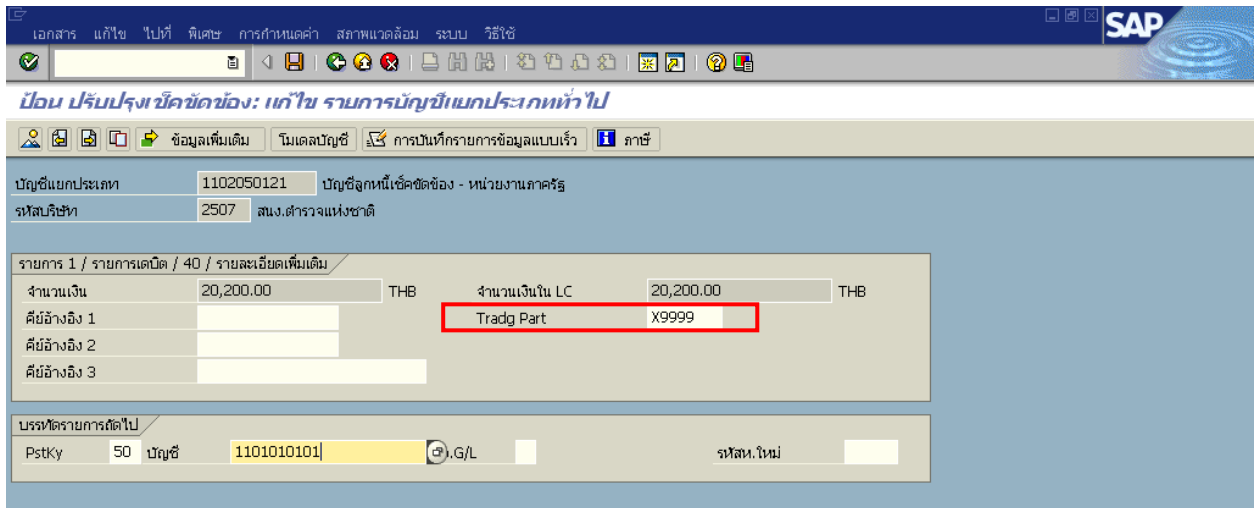 เอกสาร แก้ไข ไปที่ พิเศษ การกำหนดค่า สภาพแวดล้อม ระบบ วิธีใช้
SAP
ป้อน ปรับปรุงเช็คขัดข้อง: แก้ไข รายการบัญชีแยกประเภททั่วไป
ข้อมูลเพิ่มเติม โมเดลบัญชี การบันทึกรายการข้อมูลแบบเร็ว ภาษี
บัญชีแยกประเภท 1102050121 บัญชีลูกหนี้เช็คขัดข้อง - หน่วยงานภาครัฐ
รหัสบริษัท 2507 สนง.ตำรวจแห่งชาติ
รายการ 1 / รายการเดบิต / 40 / รายละเอียดเพิ่มเติม
จำนวนเงิน 20,200.00 THB จำนวนเงินใน LC 20,200.00 THB
คีย์อ้างอิง 1 Tradg Part X9999
คีย์อ้างอิง 2
คีย์อ้างอิง 3
บรรทัดรายการถัดไป
PstKy 50 บัญชี 1101010101 .G/L รหัสท.ใหม่